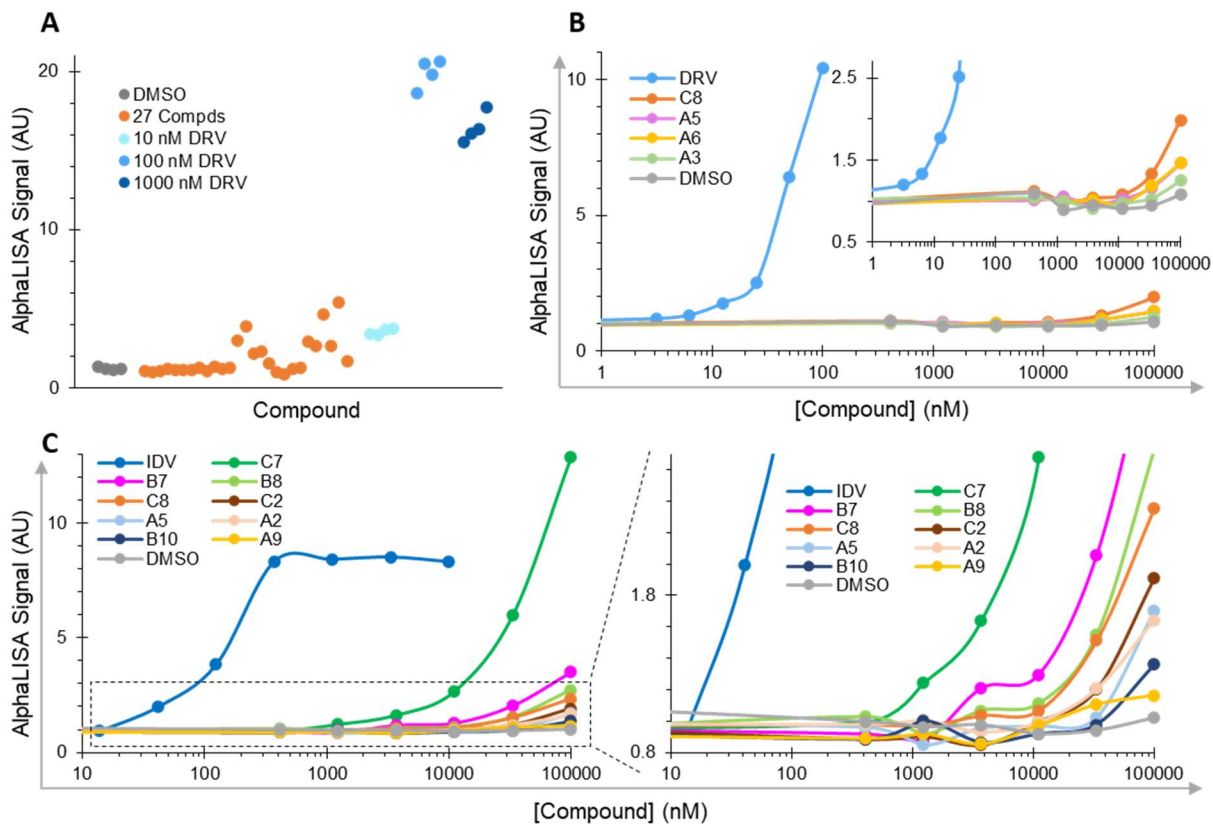 A
AlphaLISA Signal (AU)
20
10
0
DMSO
27 Compds
10 nM DRV
100 nM DRV
1000 nM DRV
Compound
B
AlphaLISA Signal (AU)
10
5
0
DRV
C8
A5
A6
A3
DMSO
1 10 100 1000 10000 100000
2.5
1.5
0.5
1 10 100 1000 10000 100000
[Compound] (nM)
C
AlphaLISA Signal (AU)
10
5
0
IDV C7
B7 B8
C8 C2
A5 A2
B10 A9
DMSO
10 100 1000 10000 100000
1.8
0.8
IDV C7
B7 B8
C8 C2
A5 A2
B10 A9
DMSO
10 100 1000 10000 100000
[Compound] (nM)